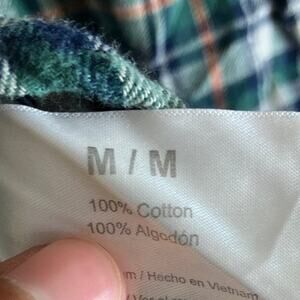 M / M
100% Cotton
100% Algodón
/ Hecho en Vietnam